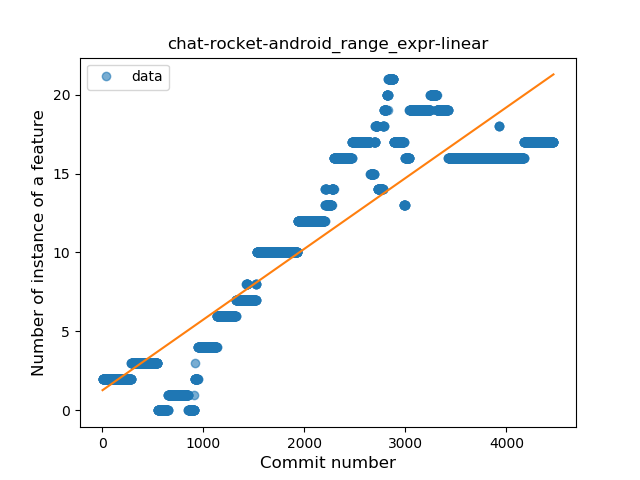 chat-rocket-android_range_expr-linear
data
Number of instance of a feature
20
15
10
5
0
0 1000 2000 3000 4000
Commit number